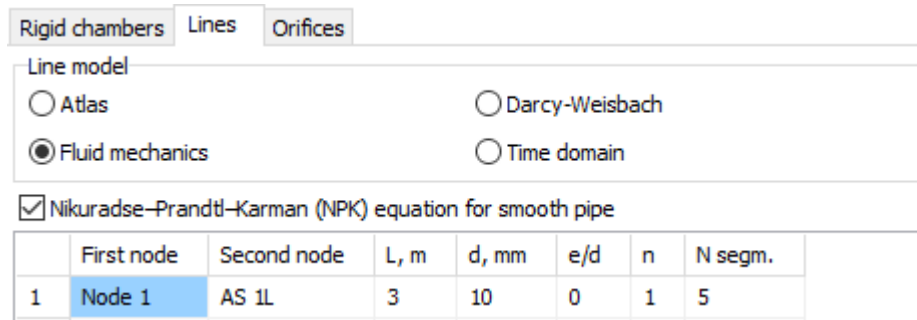 Rigid chambers Lines Orifices
Line model
Atlas Darcy-Weisbach
Fluid mechanics Time domain
Nikuradse–Prandtl–Karman (NPK) equation for smooth pipe
First node Second node L, m d, mm e/d n N segm.
1 Node 1 AS 1L 3 10 0 1 5